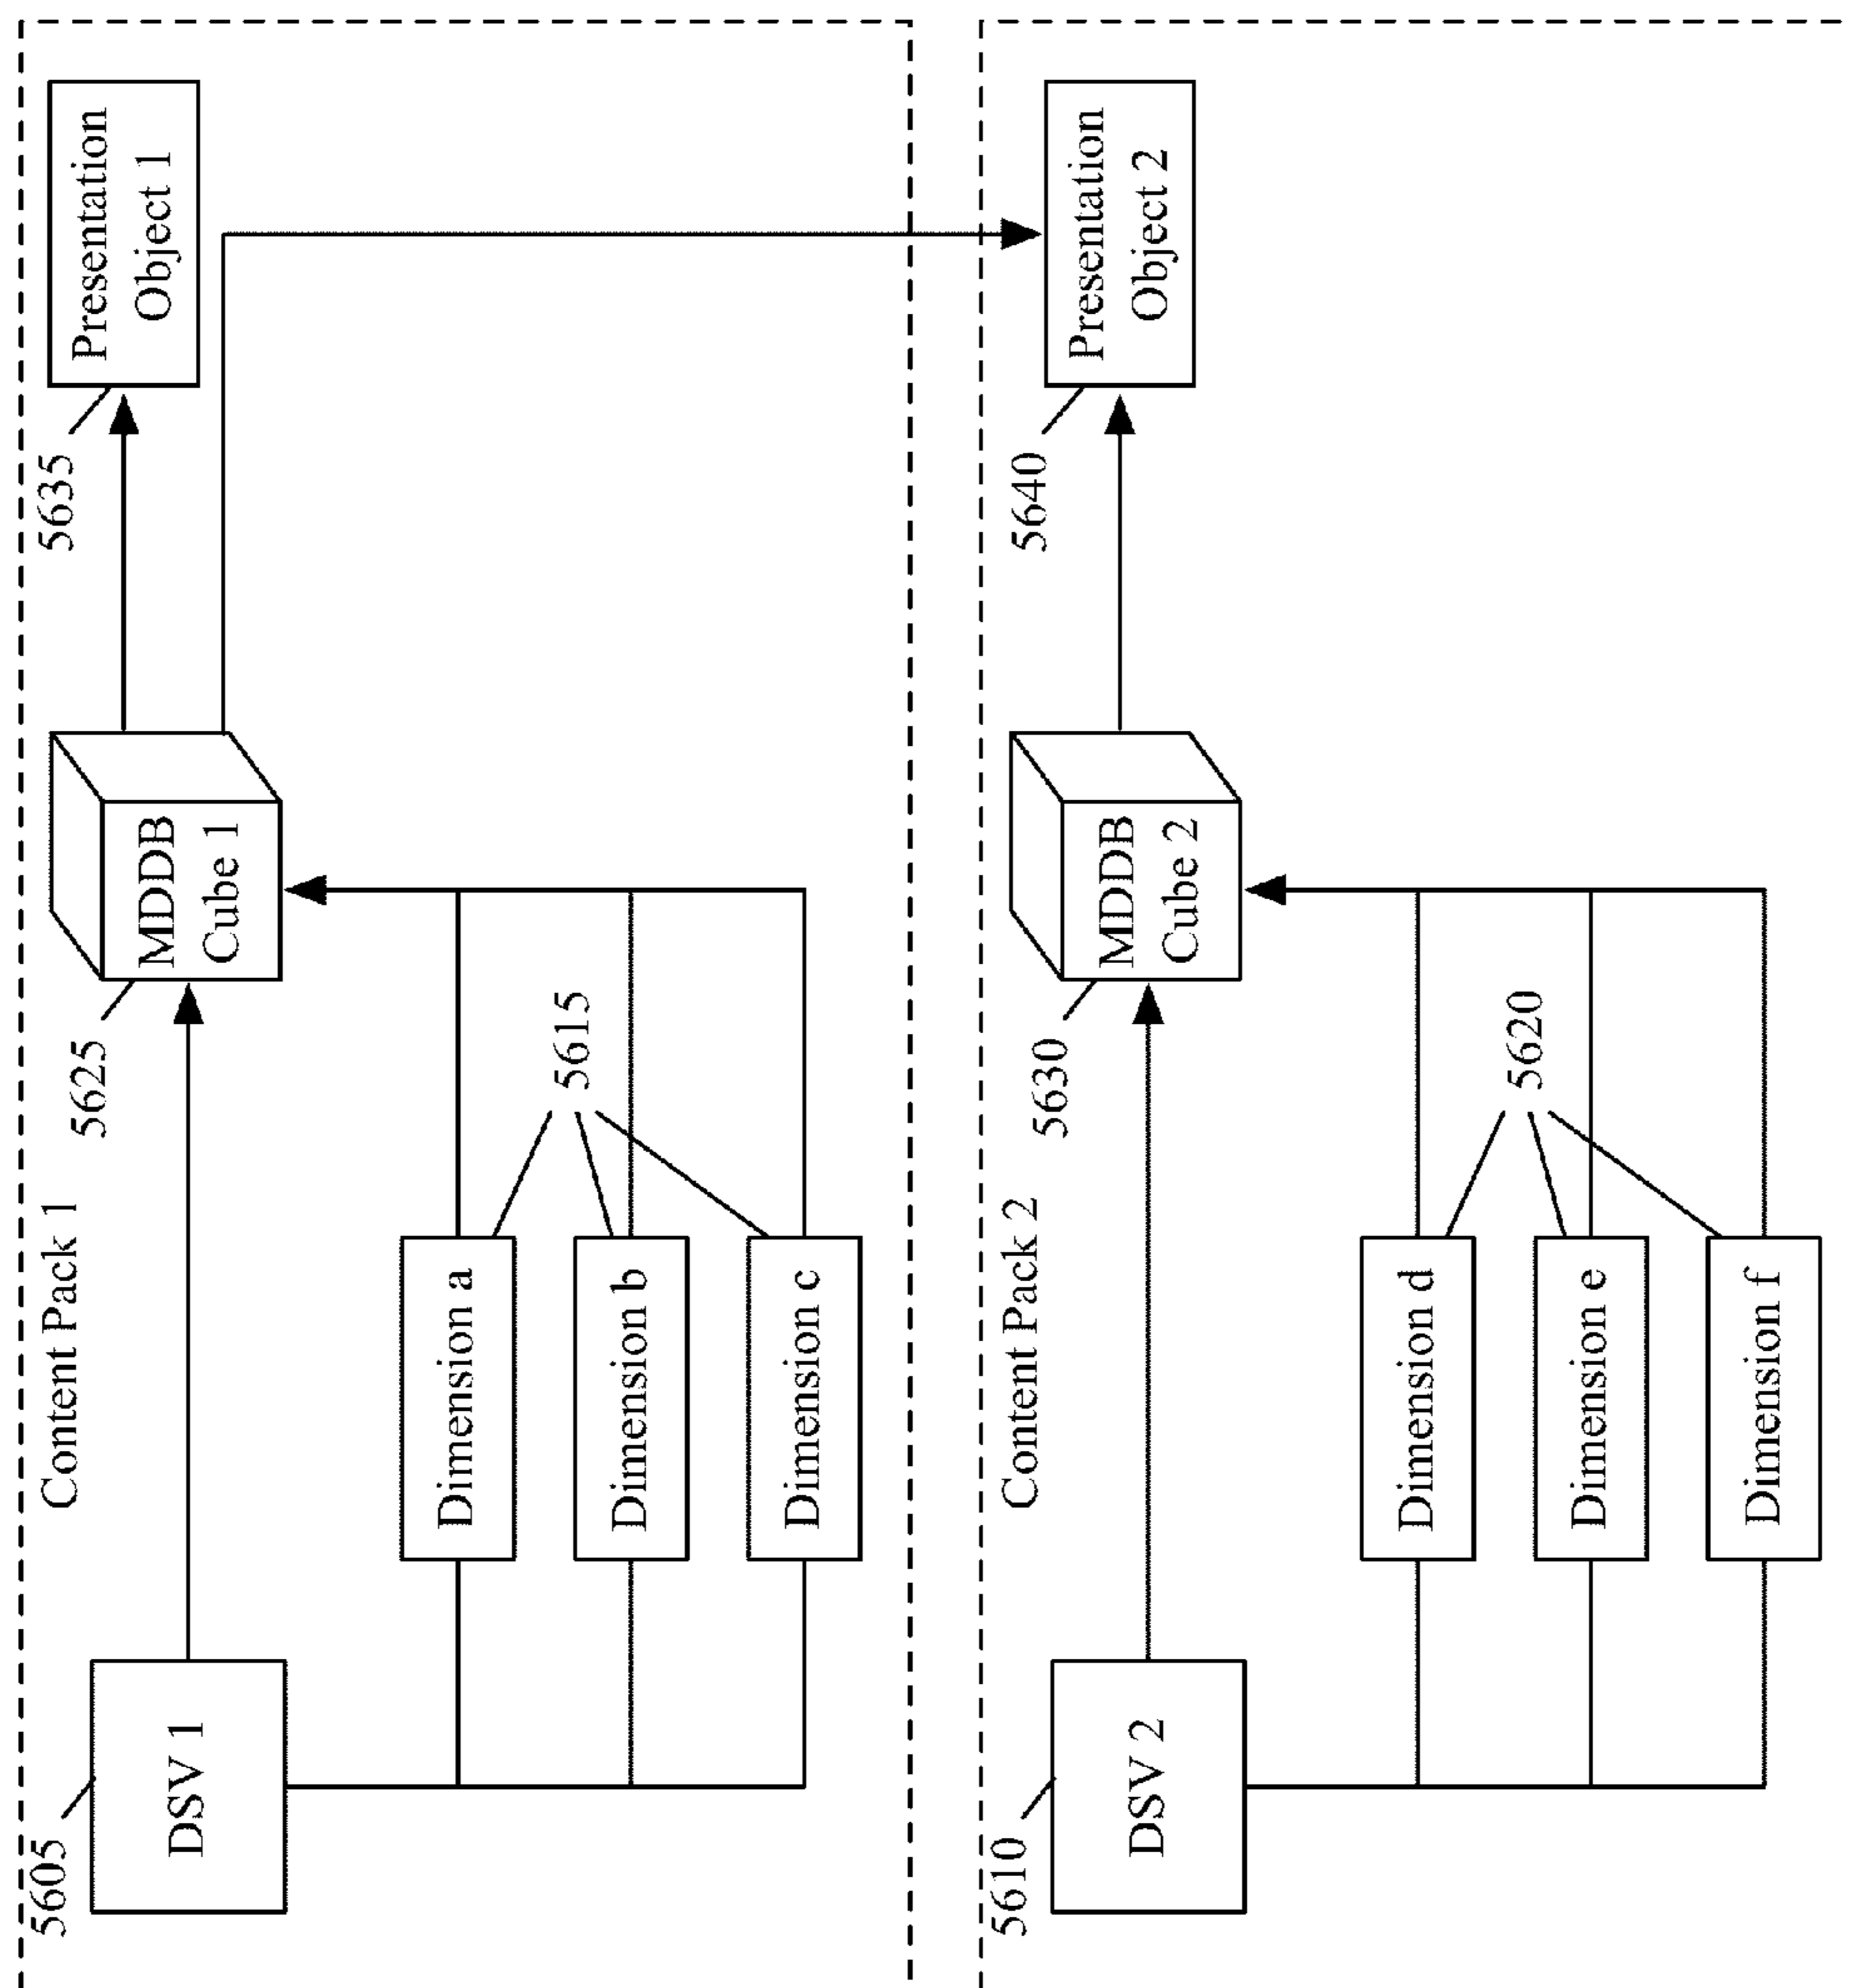 Content Pack 1
5605
DSV 1
5625
MDDB
Cube 1
5635
Presentation
Object 1
Dimension a
Dimension b
Dimension c
5615
Content Pack 2
5610
DSV 2
5630
MDDB
Cube 2
5640
Presentation
Object 2
Dimension d
Dimension e
Dimension f
5620